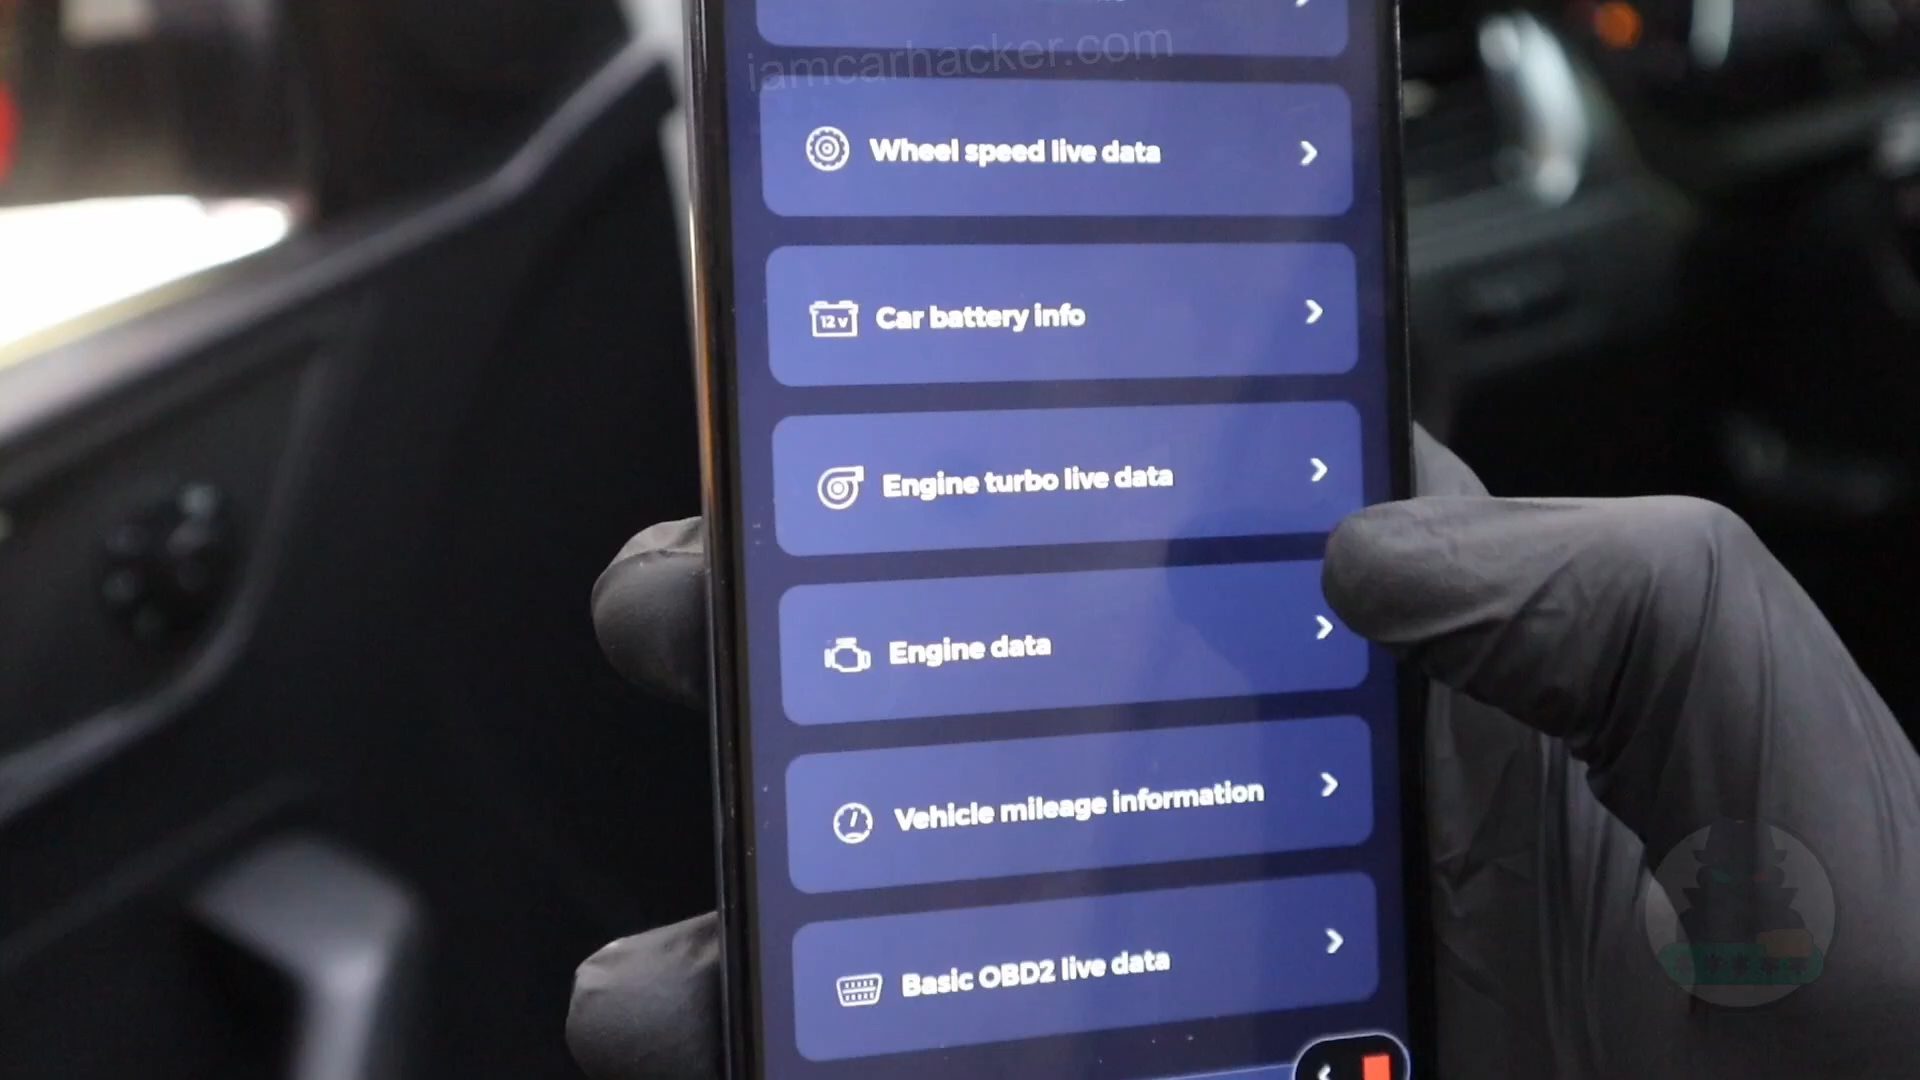 iamcarhacker.com
Wheel speed live data
12 v
Car battery info
Engine turbo live data
Engine data
Vehicle mileage information
Basic OBD2 live data